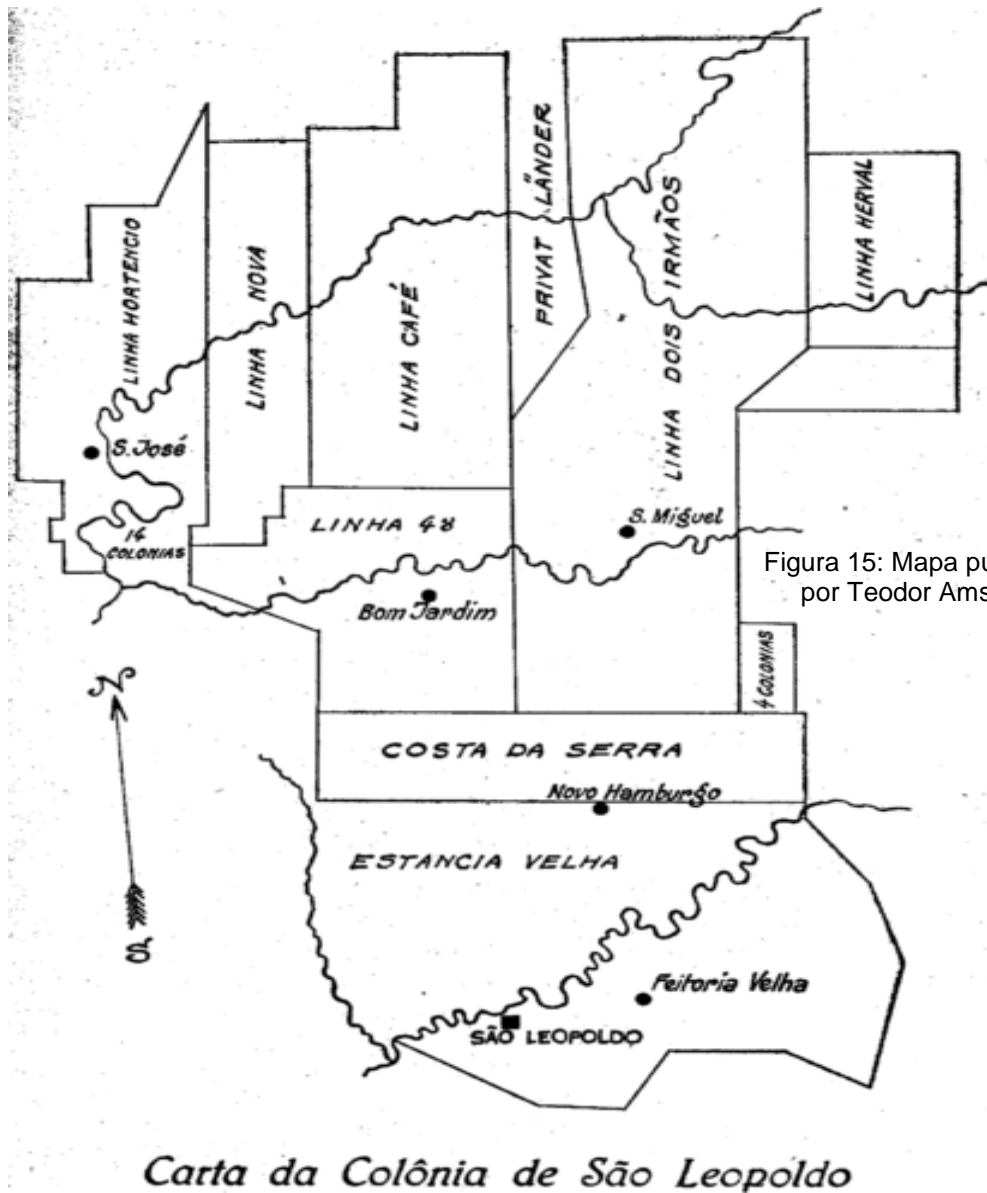 PRIVAT LÄNDER
LINHA HORTENCIO
LINHA NOVA
LINHA CAFÉ
LINHA DOIS IRMÃOS
LINHA HERVAL
S. José
14
COLONIAS
LINHA 48
S. Miguel
Bom Jardim
Figura 15: Mapa pu
por Teodor Ams
4 COLONIAS
N
COSTA DA SERRA
Novo Hamburgo
ESTANCIA VELHA
S
Feitoria Velha
SÃO LEOPOLDO
Carta da Colônia de São Leopoldo